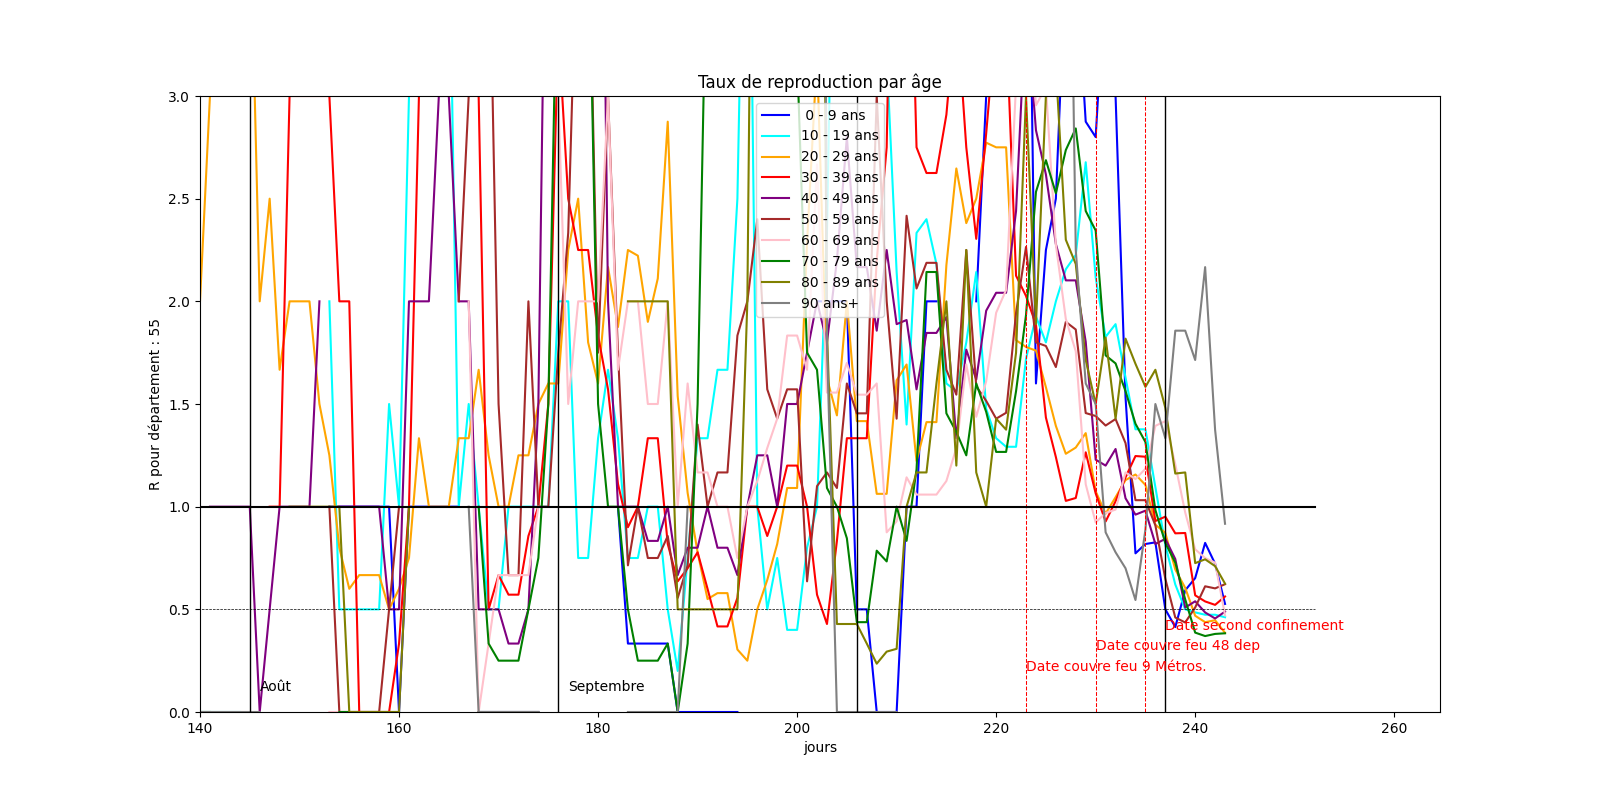 Taux de reproduction par âge
R pour département : 55
3.0
2.5
2.0
1.5
1.0
0.5
0.0
0 - 9 ans
10 - 19 ans
20 - 29 ans
30 - 39 ans
40 - 49 ans
50 - 59 ans
60 - 69 ans
70 - 79 ans
80 - 89 ans
90 ans+
Date second confinement
Date couvre feu 48 dep
Date couvre feu 9 Métros.
Août
Septembre
140
160
180
200
220
240
260
jours